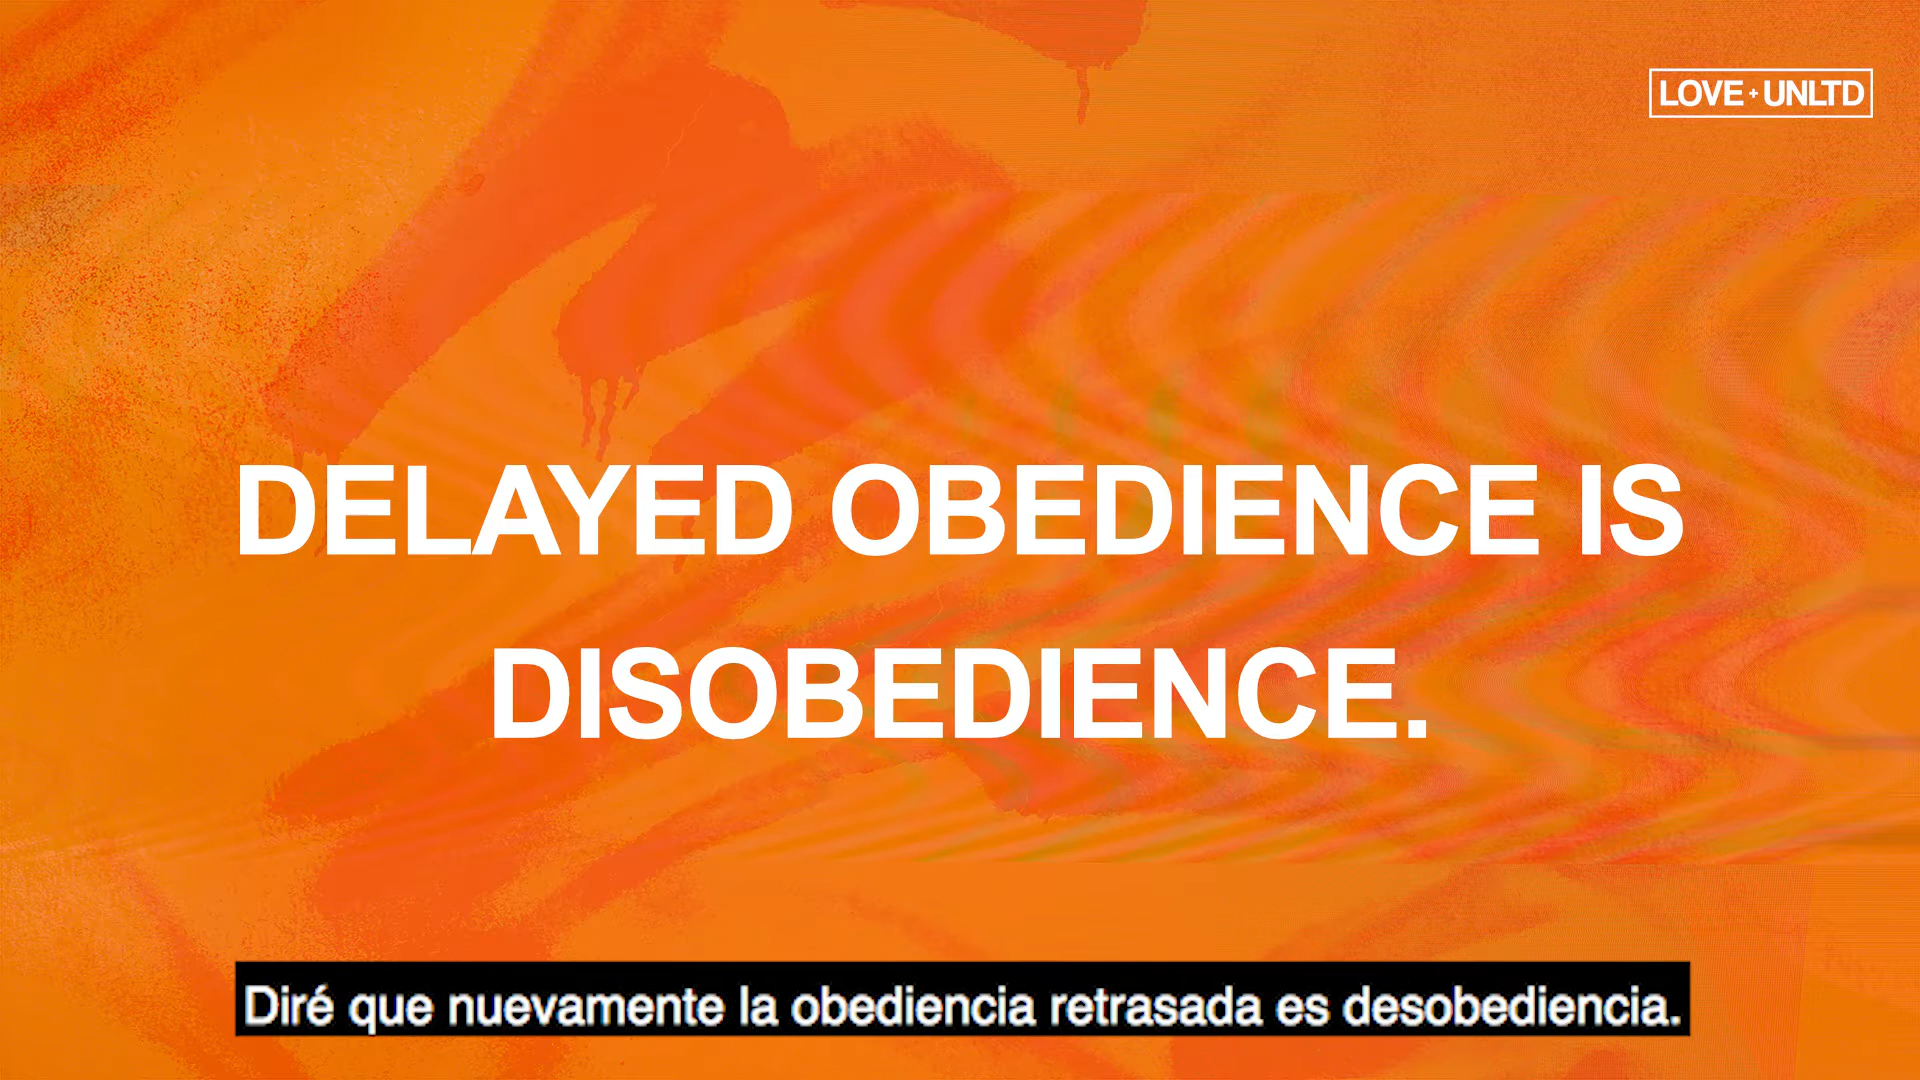 LOVE + UNLTD
DELAYED OBEDIENCE IS
DISOBEDIENCE.
Diré que nuevamente la obediencia retrasada es desobediencia.